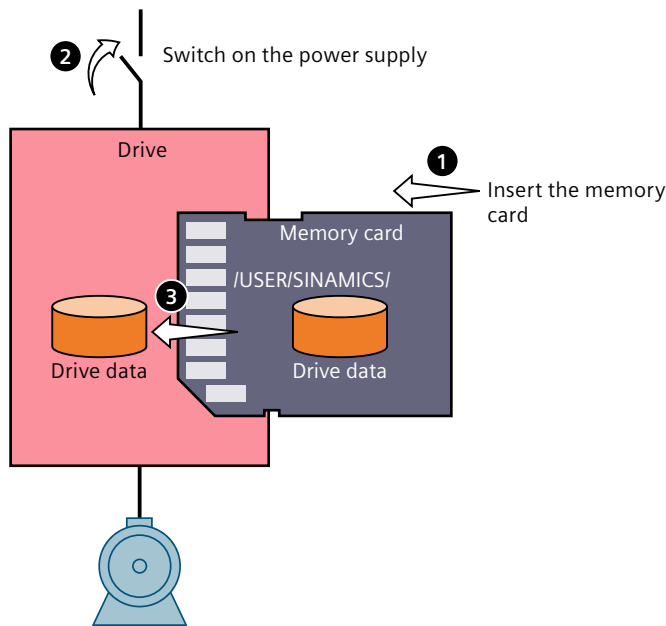 2 Switch on the power supply
Drive
1
Insert the memory
card
Memory card
/USER/SINAMICS/
3
Drive data
Drive data